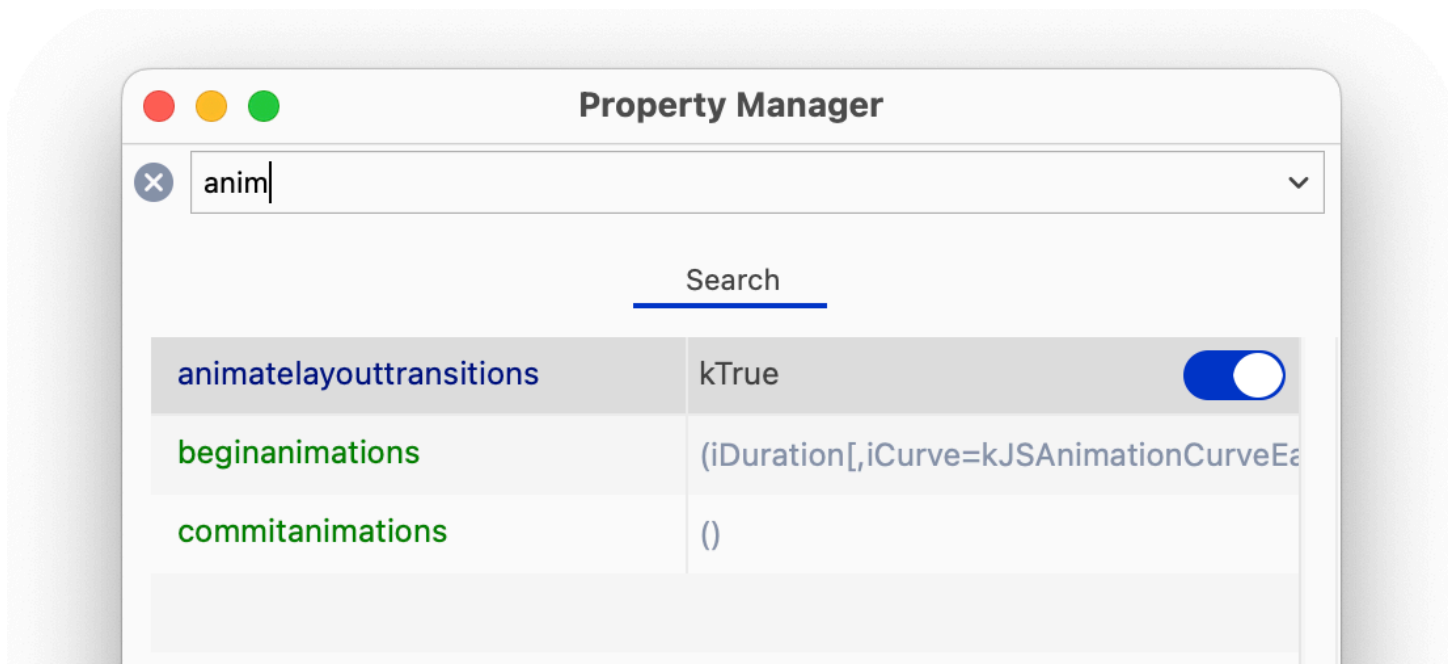 Property Manager
anim
Search
animatelayouttransitions kTrue
beginanimations (iDuration[,iCurve=kJSAnimationCurveEa
commitanimations ()